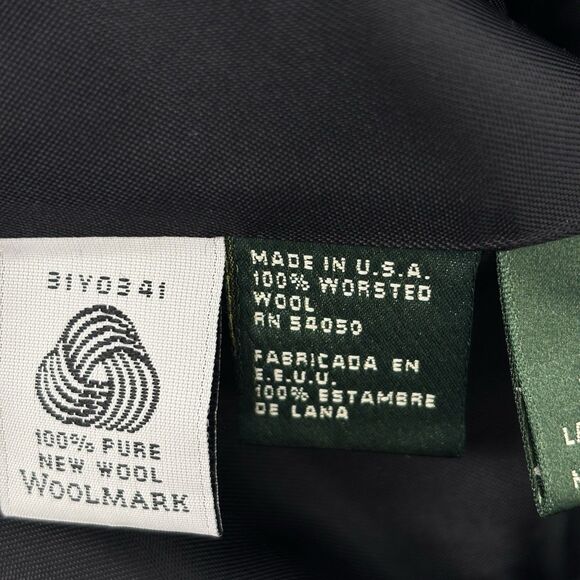 31Y0341
100% PURE
NEW WOOL
WOOLMARK
MADE IN U.S.A.
100% WORSTED
WOOL
RN 54050
FABRICADA EN
E.E.U.U.
100% ESTAMBRE
DE LANA